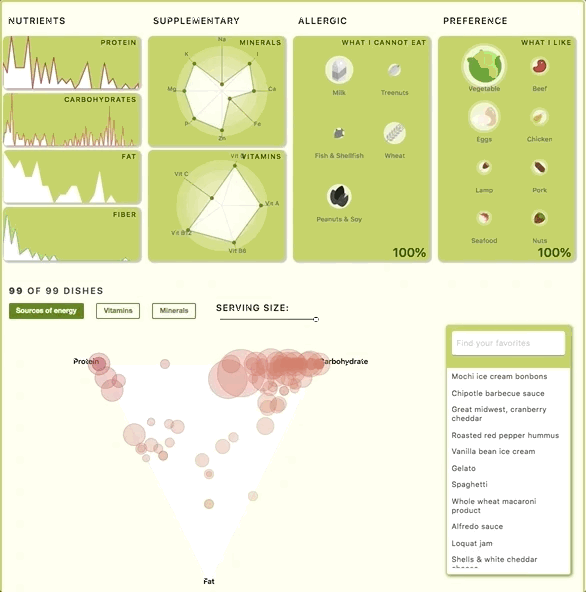 NUTRIENTS
SUPPLEMENTARY
ALLERGIC
PREFERENCE
PROTEIN
MINERALS
WHAT I CANNOT EAT
WHAT I LIKE
Na
K
I
Mg
Ca
P
Fe
Zn
Milk
Treenuts
Vegetable
Beef
CARBOHYDRATES
Fish & Shellfish
Wheat
Eggs
Chicken
FAT
VITAMINS
Vit C
Vit A
Vit B12
Vit B6
Lamp
Pork
Peanuts & Soy
FIBER
Seafood
Nuts
100%
100%
99 OF 99 DISHES
Sources of energy
Vitamins
Minerals
SERVING SIZE:
Protein
Carbohydrate
Fat
Find your favorites
Mochi ice cream bonbons
Chipotle barbecue sauce
Great midwest, cranberry
cheddar
Roasted red pepper hummus
Vanilla bean ice cream
Gelato
Spaghetti
Whole wheat macaroni
product
Alfredo sauce
Loquat jam
Shells & white cheddar